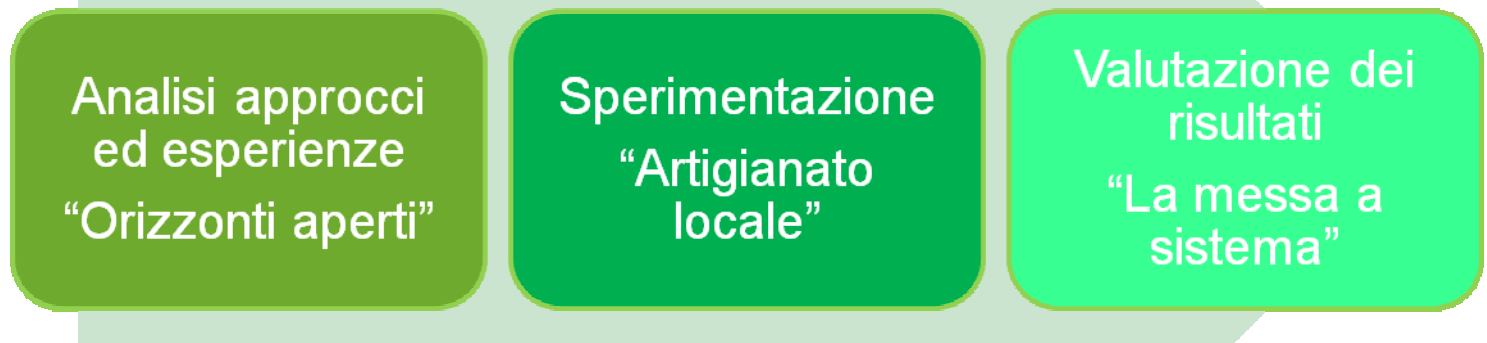 Analisi approcci
ed esperienze
“Orizzonti aperti”
Sperimentazione
“Artigianato
locale”
Valutazione dei
risultati
“La messa a
sistema”